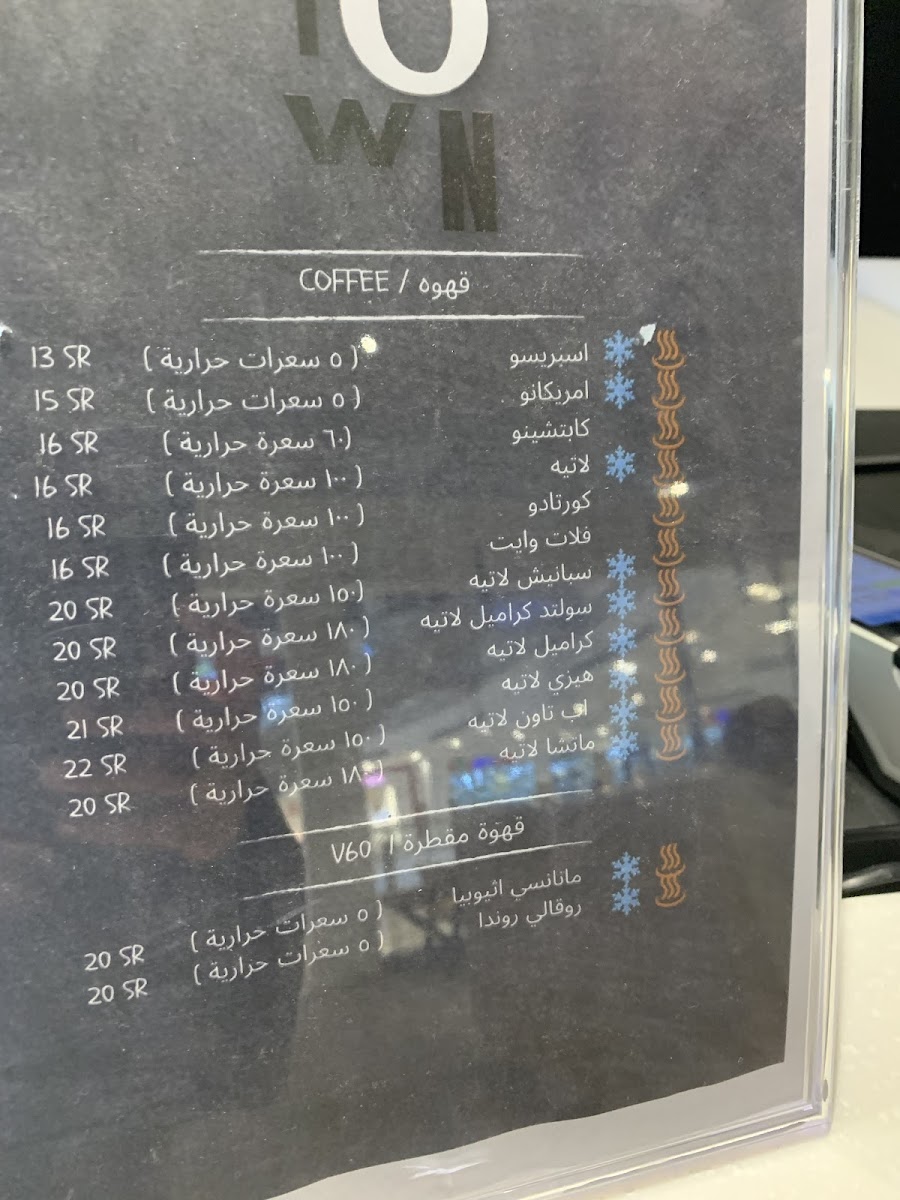 TOWN
قهوه / COFFEE
اسبريسو (٥ سعرات حرارية) 13 SR
امريكانو (٥ سعرات حرارية) 15 SR
كابتشينو (٦٠ سعرة حرارية) 16 SR
لاتيه (١٠٠ سعرة حرارية) 16 SR
كورتادو (١٠٠ سعرة حرارية) 16 SR
فلات وايت (١٠٠ سعرة حرارية) 16 SR
سبانيش لاتيه (١٥٠ سعرة حرارية) 20 SR
سولتد كراميل لاتيه (١٨٠ سعرة حرارية) 20 SR
كراميل لاتيه (١٨٠ سعرة حرارية) 20 SR
هيزي لاتيه (١٥٠ سعرة حرارية) 21 SR
اب تاون لاتيه (١٥٠ سعرة حرارية) 22 SR
ماتشا لاتيه (١٨٠ سعرة حرارية) 20 SR
قهوة مقطرة / V60
مانانسي اثيوبيا (٥ سعرات حرارية) 20 SR
روقالي روندا (٥ سعرات حرارية) 20 SR